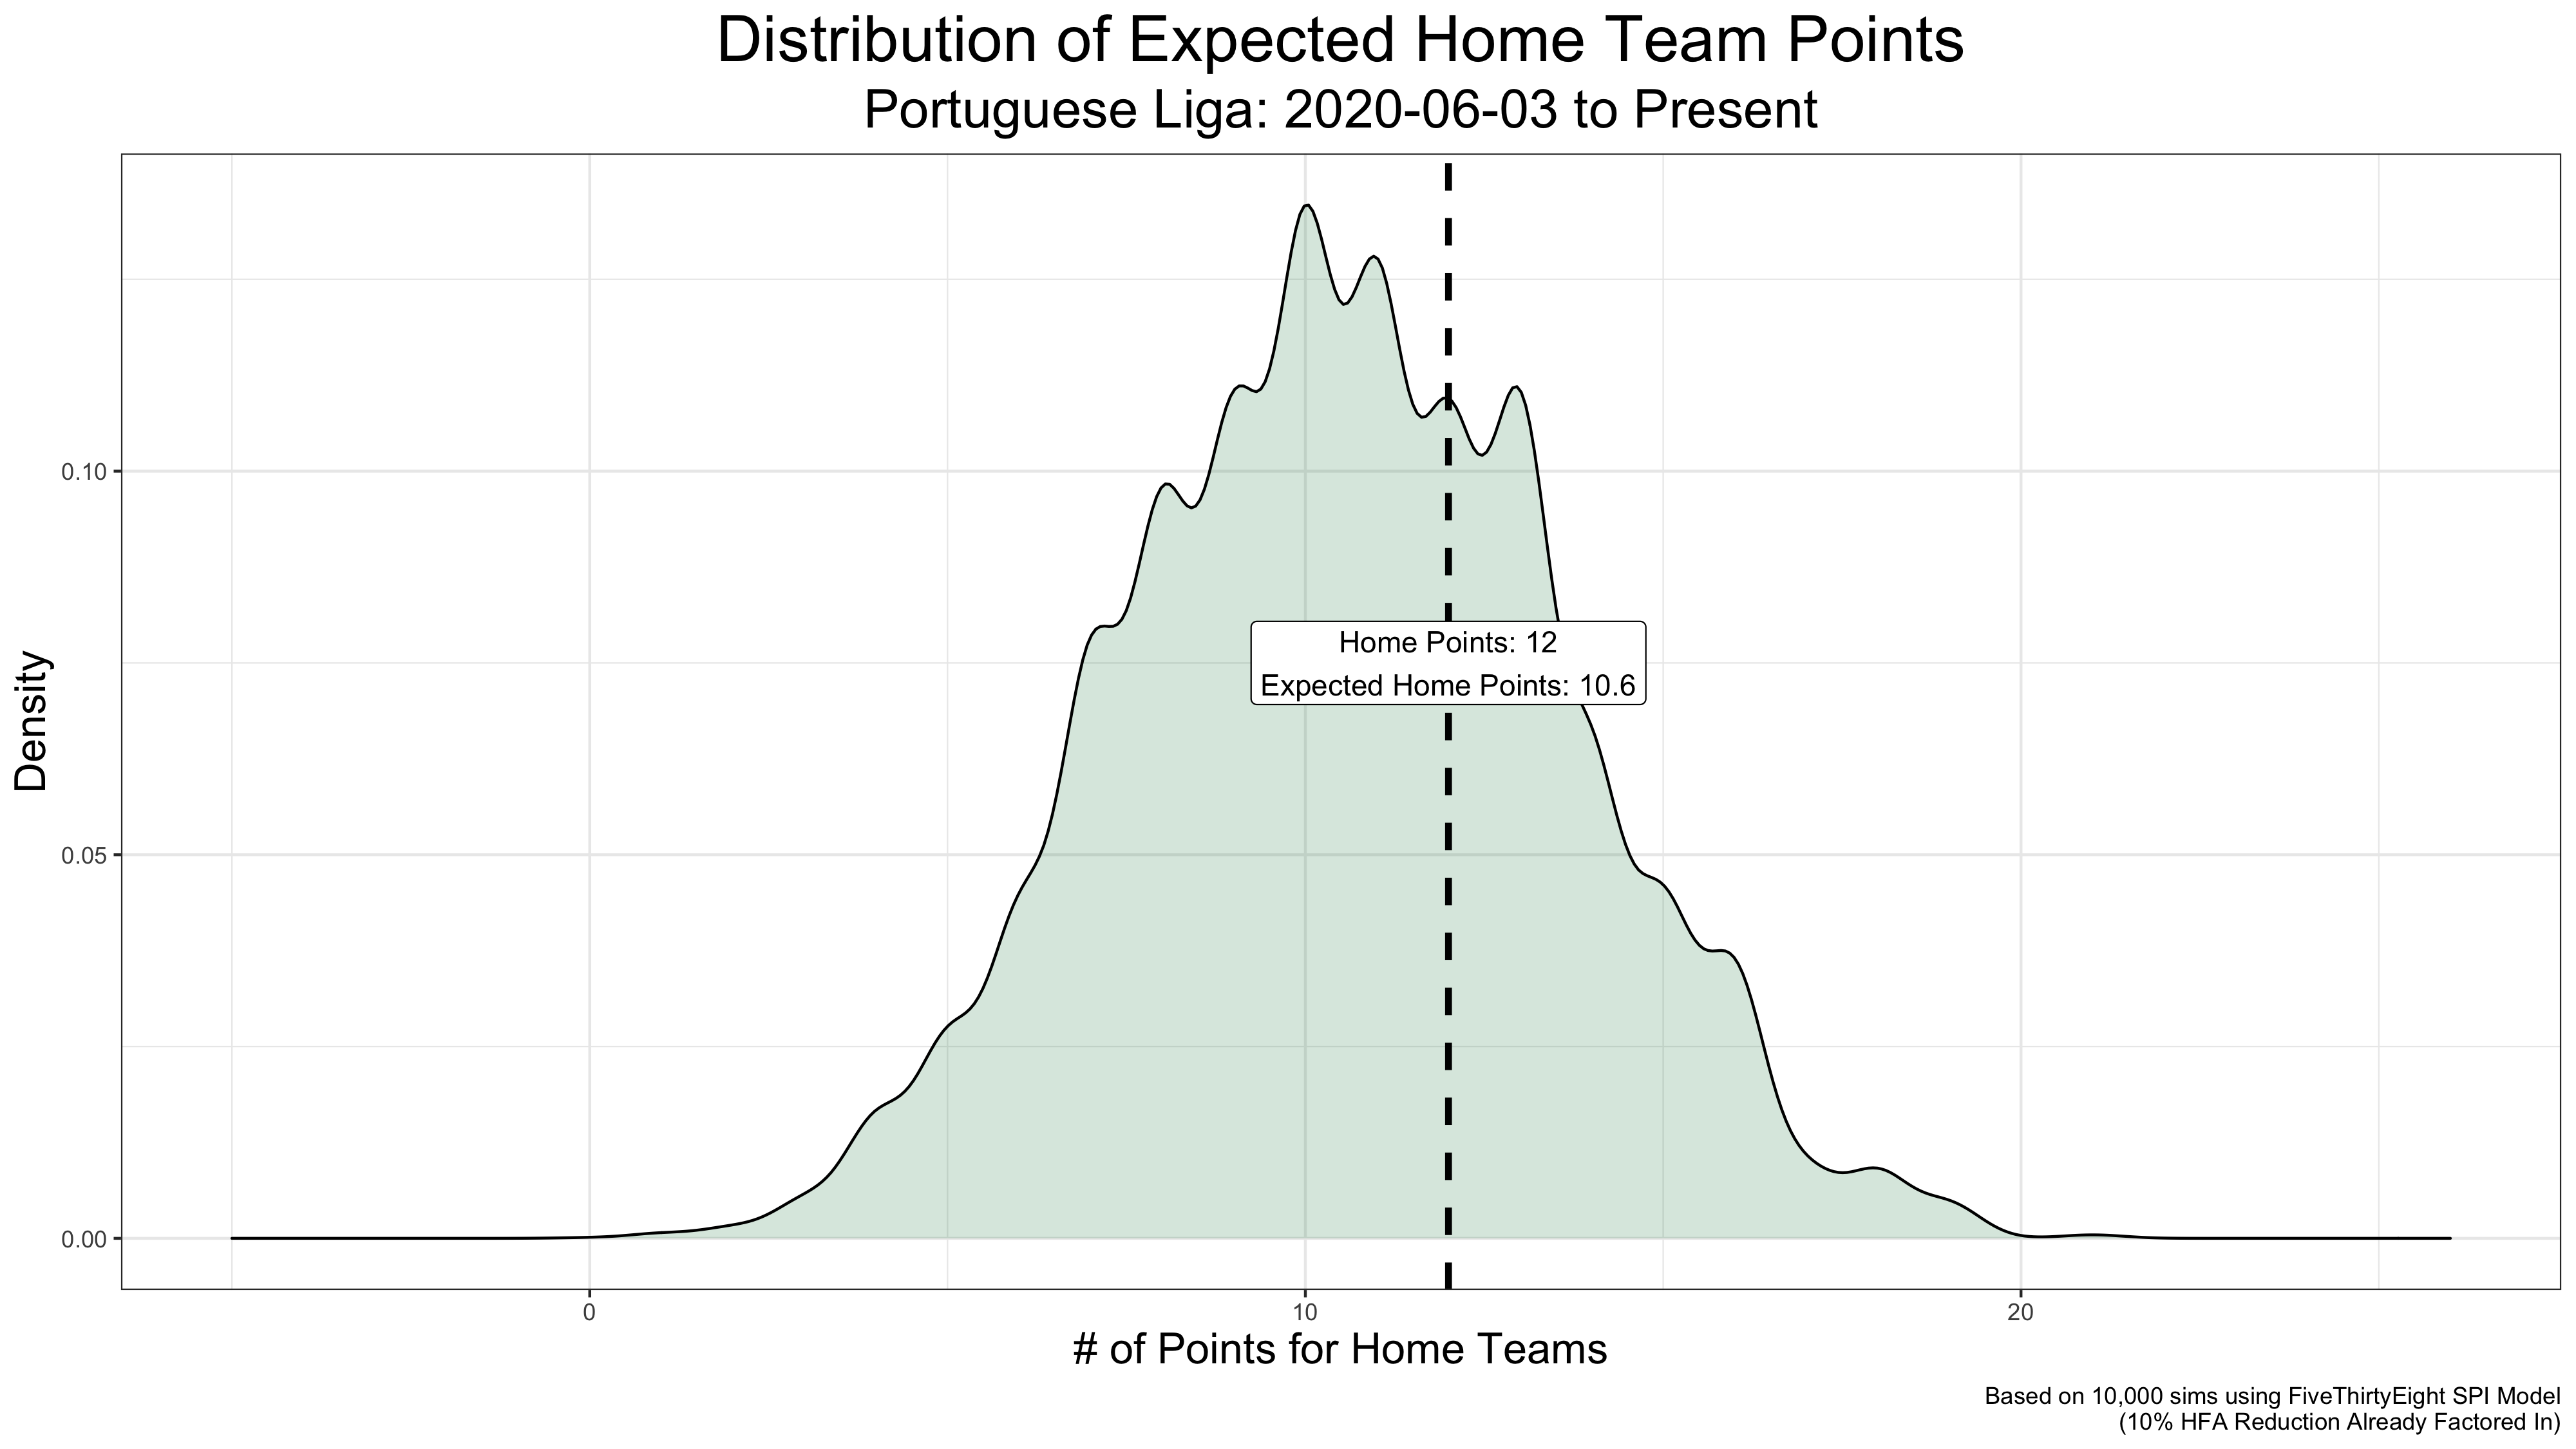 Distribution of Expected Home Team Points
Portuguese Liga: 2020-06-03 to Present
Density
0.10
0.05
0.00
Home Points: 12
Expected Home Points: 10.6
0
10
20
# of Points for Home Teams
Based on 10,000 sims using FiveThirtyEight SPI Model
(10% HFA Reduction Already Factored In)